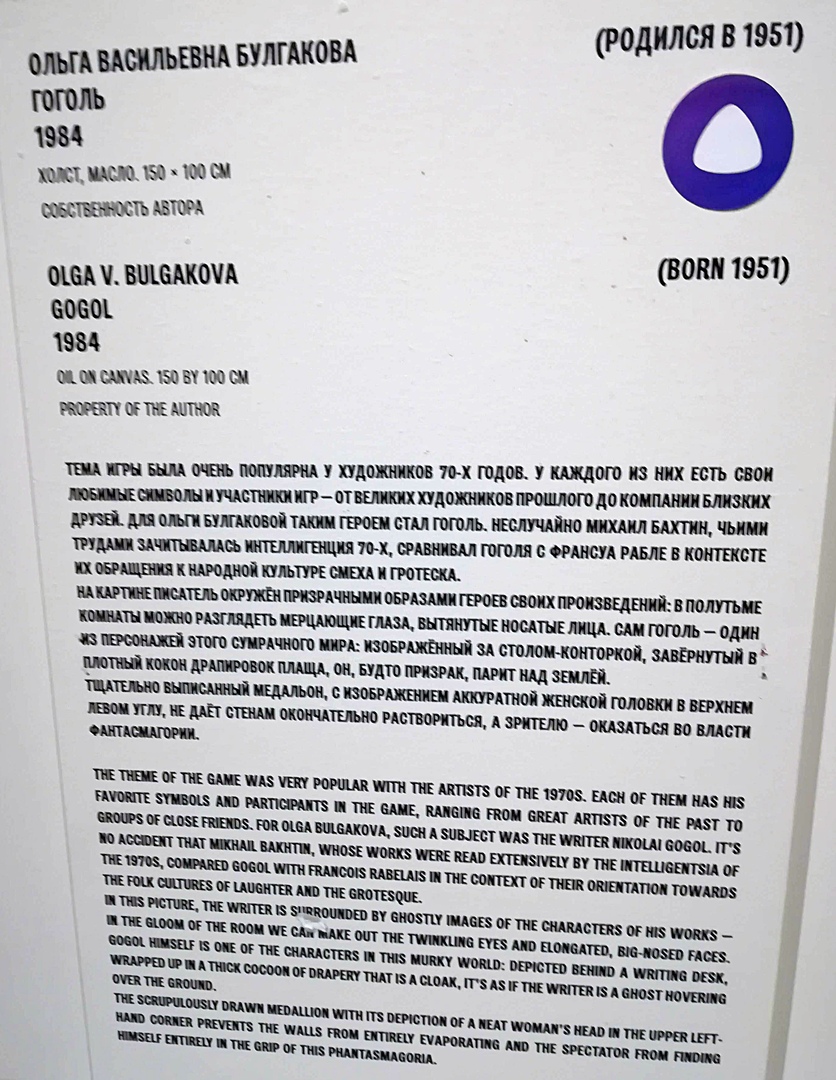 ОЛЬГА ВАСИЛЬЕВНА БУЛГАКОВА (РОДИЛСЯ В 1951)
ГОГОЛЬ
1984
ХОЛСТ, МАСЛО. 150 × 100 СМ
СОБСТВЕННОСТЬ АВТОРА
OLGA V. BULGAKOVA (BORN 1951)
GOGOL
1984
OIL ON CANVAS. 150 BY 100 CM
PROPERTY OF THE AUTHOR
ТЕМА ИГРЫ БЫЛА ОЧЕНЬ ПОПУЛЯРНА У ХУДОЖНИКОВ 70-Х ГОДОВ. У КАЖДОГО ИЗ НИХ ЕСТЬ СВОИ
ЛЮБИМЫЕ СИМВОЛЫ И УЧАСТНИКИ ИГР – ОТ ВЕЛИКИХ ХУДОЖНИКОВ ПРОШЛОГО ДО КОМПАНИИ БЛИЗКИХ
ДРУЗЕЙ. ДЛЯ ОЛЬГИ БУЛГАКОВОЙ ТАКИМ ГЕРОЕМ СТАЛ ГОГОЛЬ. НЕСЛУЧАЙНО МИХАИЛ БАХТИН, ЧЬИМИ
ТРУДАМИ ЗАЧИТЫВАЛАСЬ ИНТЕЛЛИГЕНЦИЯ 70-Х, СРАВНИВАЛ ГОГОЛЯ С ФРАНСУА РАБЛЕ В КОНТЕКСТЕ
ИХ ОБРАЩЕНИЯ К НАРОДНОЙ КУЛЬТУРЕ СМЕХА И ГРОТЕСКА.
НА КАРТИНЕ ПИСАТЕЛЬ ОКРУЖЁН ПРИЗРАЧНЫМИ ОБРАЗАМИ ГЕРОЕВ СВОИХ ПРОИЗВЕДЕНИЙ: В ПОЛУТЬМЕ
КОМНАТЫ МОЖНО РАЗГЛЯДЕТЬ МЕРЦАЮЩИЕ ГЛАЗА, ВЫТЯНУТЫЕ НОСАТЫЕ ЛИЦА. САМ ГОГОЛЬ – ОДИН
ИЗ ПЕРСОНАЖЕЙ ЭТОГО СУМРАЧНОГО МИРА: ИЗОБРАЖЁННЫЙ ЗА СТОЛОМ-КОНТОРКОЙ, ЗАВЁРНУТЫЙ В
ПЛОТНЫЙ КОКОН ДРАПИРОВОК ПЛАЩА, ОН, БУДТО ПРИЗРАК, ПАРИТ НАД ЗЕМЛЁЙ.
ТЩАТЕЛЬНО ВЫПИСАННЫЙ МЕДАЛЬОН, С ИЗОБРАЖЕНИЕМ АККУРАТНОЙ ЖЕНСКОЙ ГОЛОВКИ В ВЕРХНЕМ
ЛЕВОМ УГЛУ, НЕ ДАЁТ СТЕНАМ ОКОНЧАТЕЛЬНО РАСТВОРИТЬСЯ, А ЗРИТЕЛЮ – ОКАЗАТЬСЯ ВО ВЛАСТИ
ФАНТАСМАГОРИИ.
THE THEME OF THE GAME WAS VERY POPULAR WITH THE ARTISTS OF THE 1970S. EACH OF THEM HAS HIS
FAVORITE SYMBOLS AND PARTICIPANTS IN THE GAME, RANGING FROM GREAT ARTISTS OF THE PAST TO
GROUPS OF CLOSE FRIENDS. FOR OLGA BULGAKOVA, SUCH A SUBJECT WAS THE WRITER NIKOLAI GOGOL. IT'S
NO ACCIDENT THAT MIKHAIL BAKHTIN, WHOSE WORKS WERE READ EXTENSIVELY BY THE INTELLIGENTSIA OF
THE 1970S, COMPARED GOGOL WITH FRANCOIS RABELAIS IN THE CONTEXT OF THEIR ORIENTATION TOWARDS
THE FOLK CULTURES OF LAUGHTER AND THE GROTESQUE.
IN THIS PICTURE, THE WRITER IS SURROUNDED BY GHOSTLY IMAGES OF THE CHARACTERS OF HIS WORKS –
IN THE GLOOM OF THE ROOM WE CAN MAKE OUT THE TWINKLING EYES AND ELONGATED, BIG-NOSED FACES.
GOGOL HIMSELF IS ONE OF THE CHARACTERS IN THIS MURKY WORLD: DEPICTED BEHIND A WRITING DESK,
WRAPPED UP IN A THICK COCOON OF DRAPERY THAT IS A CLOAK, IT'S AS IF THE WRITER IS A GHOST HOVERING
OVER THE GROUND.
THE SCRUPULOUSLY DRAWN MEDALLION WITH ITS DEPICTION OF A NEAT WOMAN'S HEAD IN THE UPPER LEFT-
HAND CORNER PREVENTS THE WALLS FROM ENTIRELY EVAPORATING AND THE SPECTATOR FROM FINDING
HIMSELF ENTIRELY IN THE GRIP OF THIS PHANTASMAGORIA.